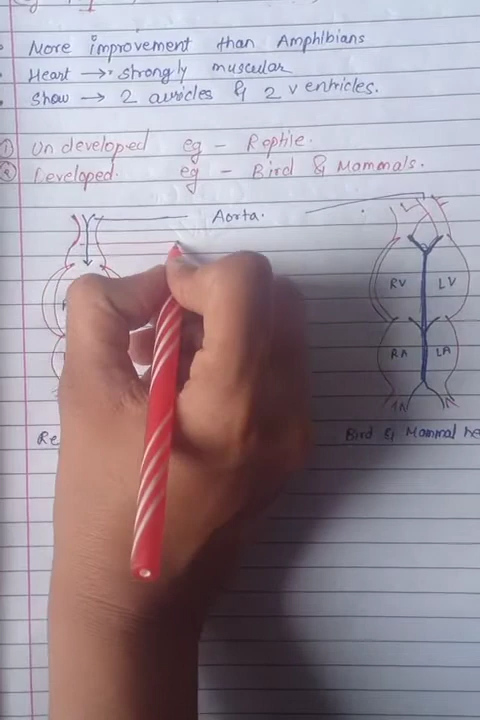 More improvement than Amphibians
Heart → strongly muscular
Show → 2 auricles & 2 ventricles.
① Un developed eg - Reptile.
② Developed. eg - Bird & Mammals.
Aorta.
RV LV
RA LA
Bird & Mammal